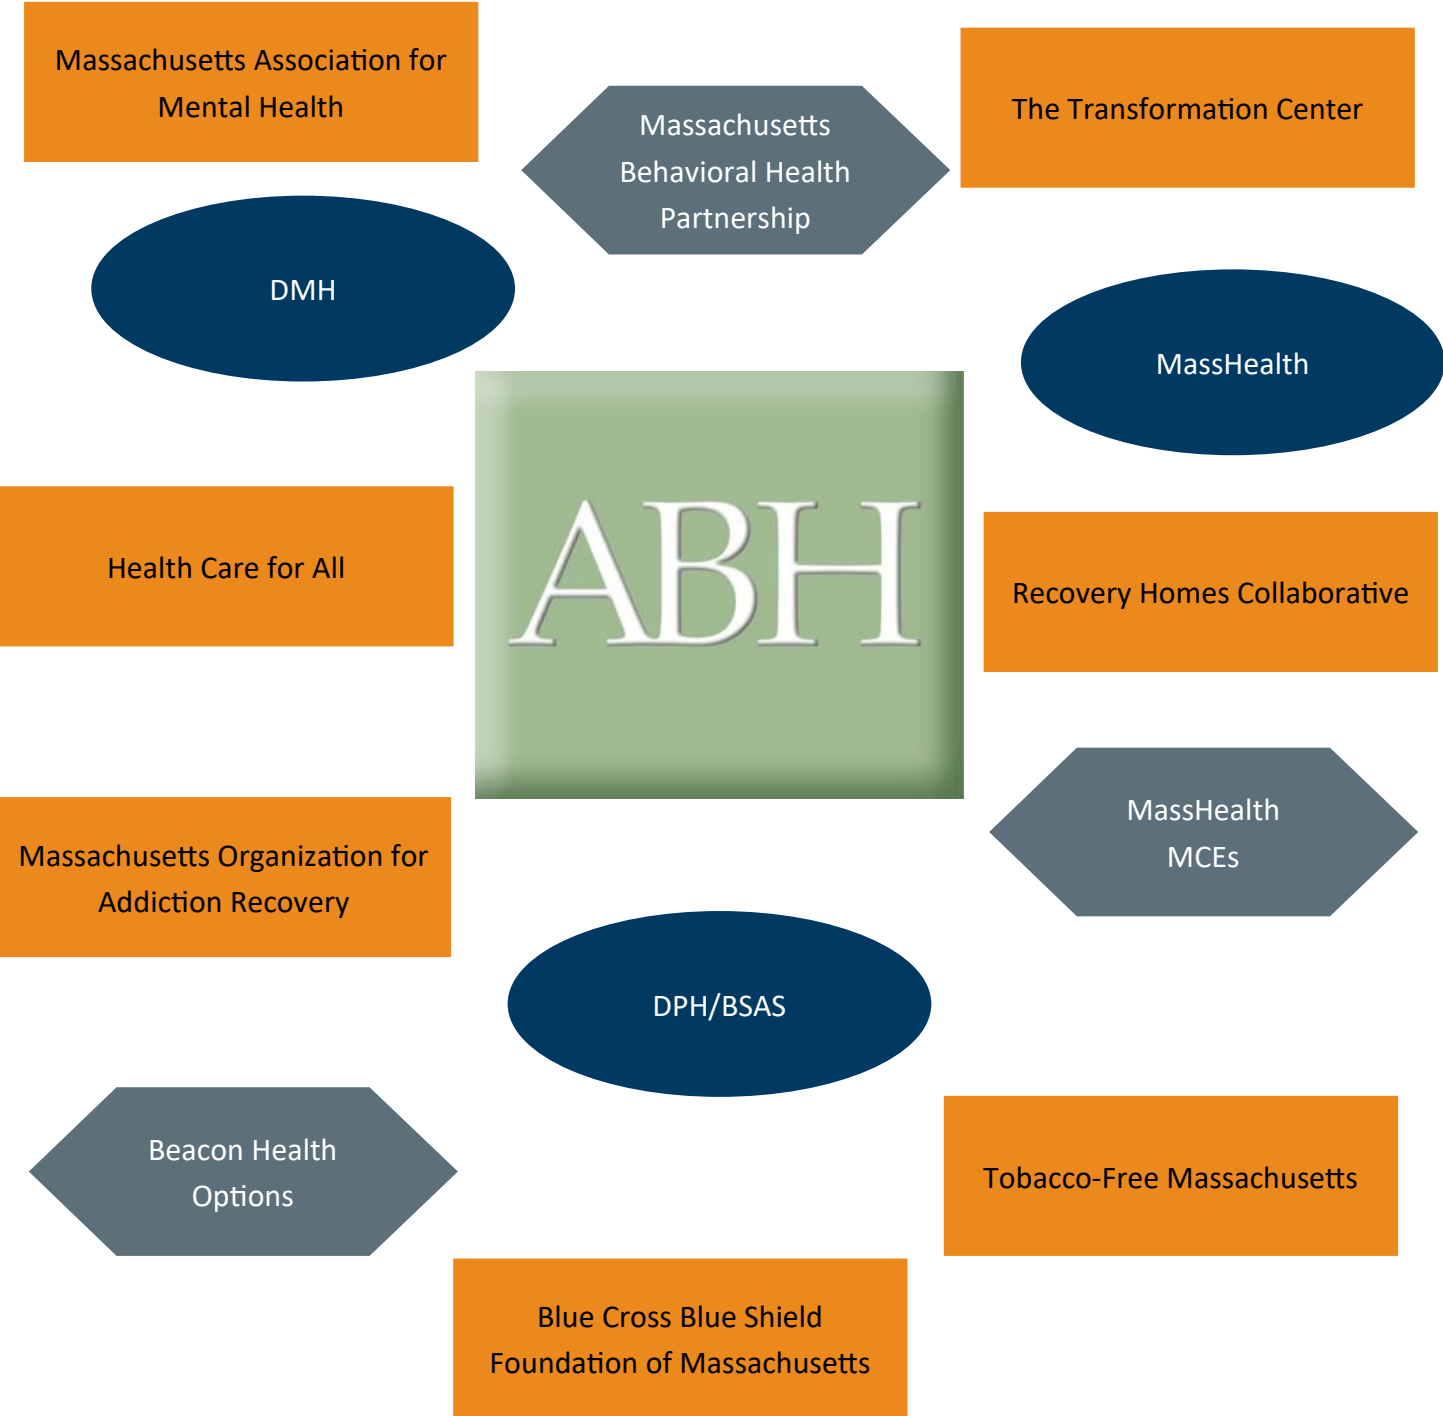 Massachusetts Association for
Mental Health
Massachusetts
Behavioral Health
Partnership
The Transformation Center
DMH
MassHealth
ABH
Health Care for All
Recovery Homes Collaborative
MassHealth
MCEs
Massachusetts Organization for
Addiction Recovery
DPH/BSAS
Beacon Health
Options
Tobacco-Free Massachusetts
Blue Cross Blue Shield
Foundation of Massachusetts